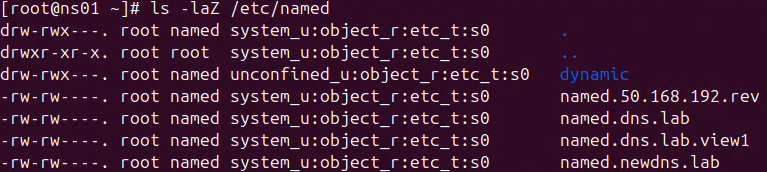 [root@ns01 ~]# ls -laZ /etc/named
drw-rwx---. root named system_u:object_r:etc_t:s0       .
drwxr-xr-x. root root  system_u:object_r:etc_t:s0       ..
drw-rwx---. root named unconfined_u:object_r:etc_t:s0   dynamic
-rw-rw----. root named system_u:object_r:etc_t:s0       named.50.168.192.rev
-rw-rw----. root named system_u:object_r:etc_t:s0       named.dns.lab
-rw-rw----. root named system_u:object_r:etc_t:s0       named.dns.lab.view1
-rw-rw----. root named system_u:object_r:etc_t:s0       named.newdns.lab